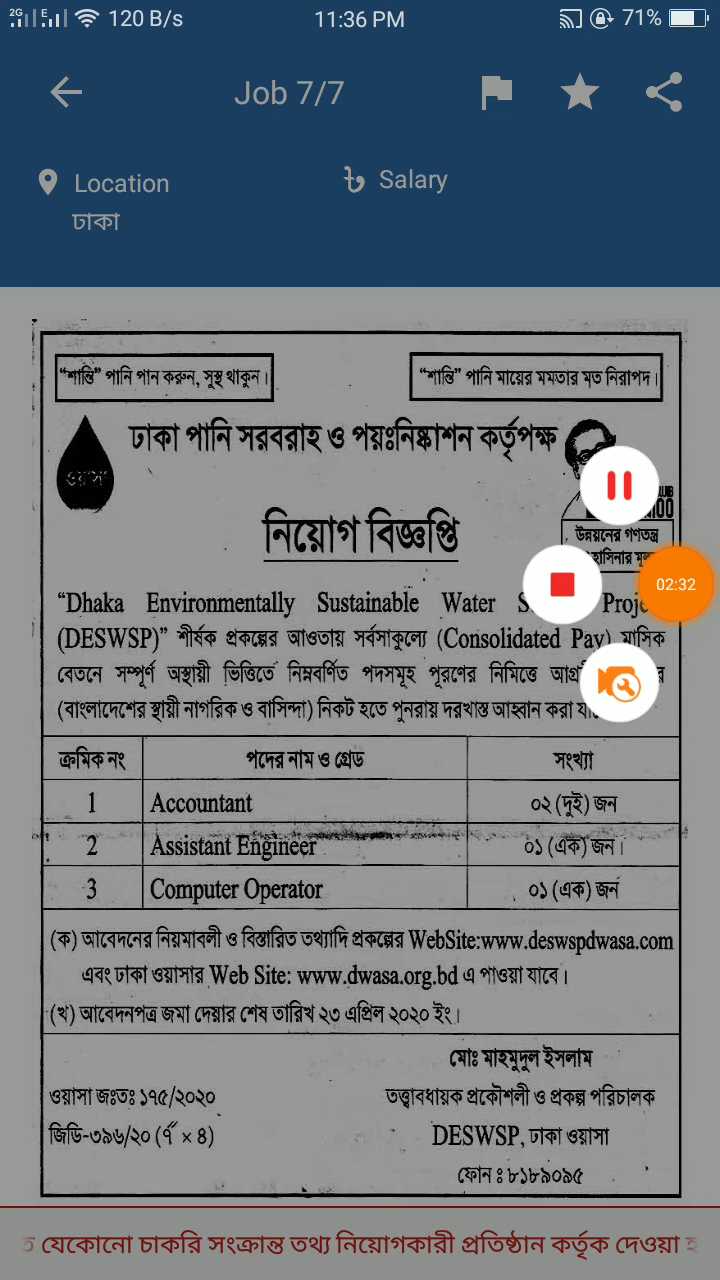 2G E 120 B/s 11:36 PM 71%
Job 7/7
Location ৳ Salary
ঢাকা
“শান্তি” পানি পান করুন, সুস্থ থাকুন। “শান্তি” পানি মায়ের মমতার মত নিরাপদ।
ঢাকা পানি সরবরাহ ও পয়ঃনিষ্কাশন কর্তৃপক্ষ
ওয়াসা
নিয়োগ বিজ্ঞপ্তি
100
উন্নয়নের গণতন্ত্র
02:32
“Dhaka Environmentally Sustainable Water
(DESWSP)” শীর্ষক প্রকল্পের আওতায় সর্বসাকুল্যে (Consolidated Pay) মাসিক
বেতনে সম্পূর্ণ অস্থায়ী ভিত্তিতে নিম্নবর্ণিত পদসমূহ পূরণের নিমিত্তে
(বাংলাদেশের স্থায়ী নাগরিক ও বাসিন্দা) নিকট হতে পুনরায় দরখাস্ত আহ্বান করা
ক্রমিক নং পদের নাম ও গ্রেড সংখ্যা
1 Accountant ০২ (দুই) জন
2 Assistant Engineer ০১ (এক) জন।
3 Computer Operator ০১ (এক) জন
(ক) আবেদনের নিয়মাবলী ও বিস্তারিত তথ্যাদি প্রকল্পের WebSite:www.deswspdwasa.com
এবং ঢাকা ওয়াসার Web Site: www.dwasa.org.bd এ পাওয়া যাবে।
(খ) আবেদনপত্র জমা দেয়ার শেষ তারিখ ২৩ এপ্রিল ২০২০ ইং।
মোঃ মাহমুদুল ইসলাম
ওয়াসা জঃতঃ ১৭৫/২০২০ তত্ত্বাবধায়ক প্রকৌশলী ও প্রকল্প পরিচালক
জিডি-৩৯৬/২০ (৭" × ৪) DESWSP, ঢাকা ওয়াসা
ফোন : ৮১৮৯০৯৫
যেকোনো চাকরি সংক্রান্ত তথ্য নিয়োগকারী প্রতিষ্ঠান কর্তৃক দেওয়া